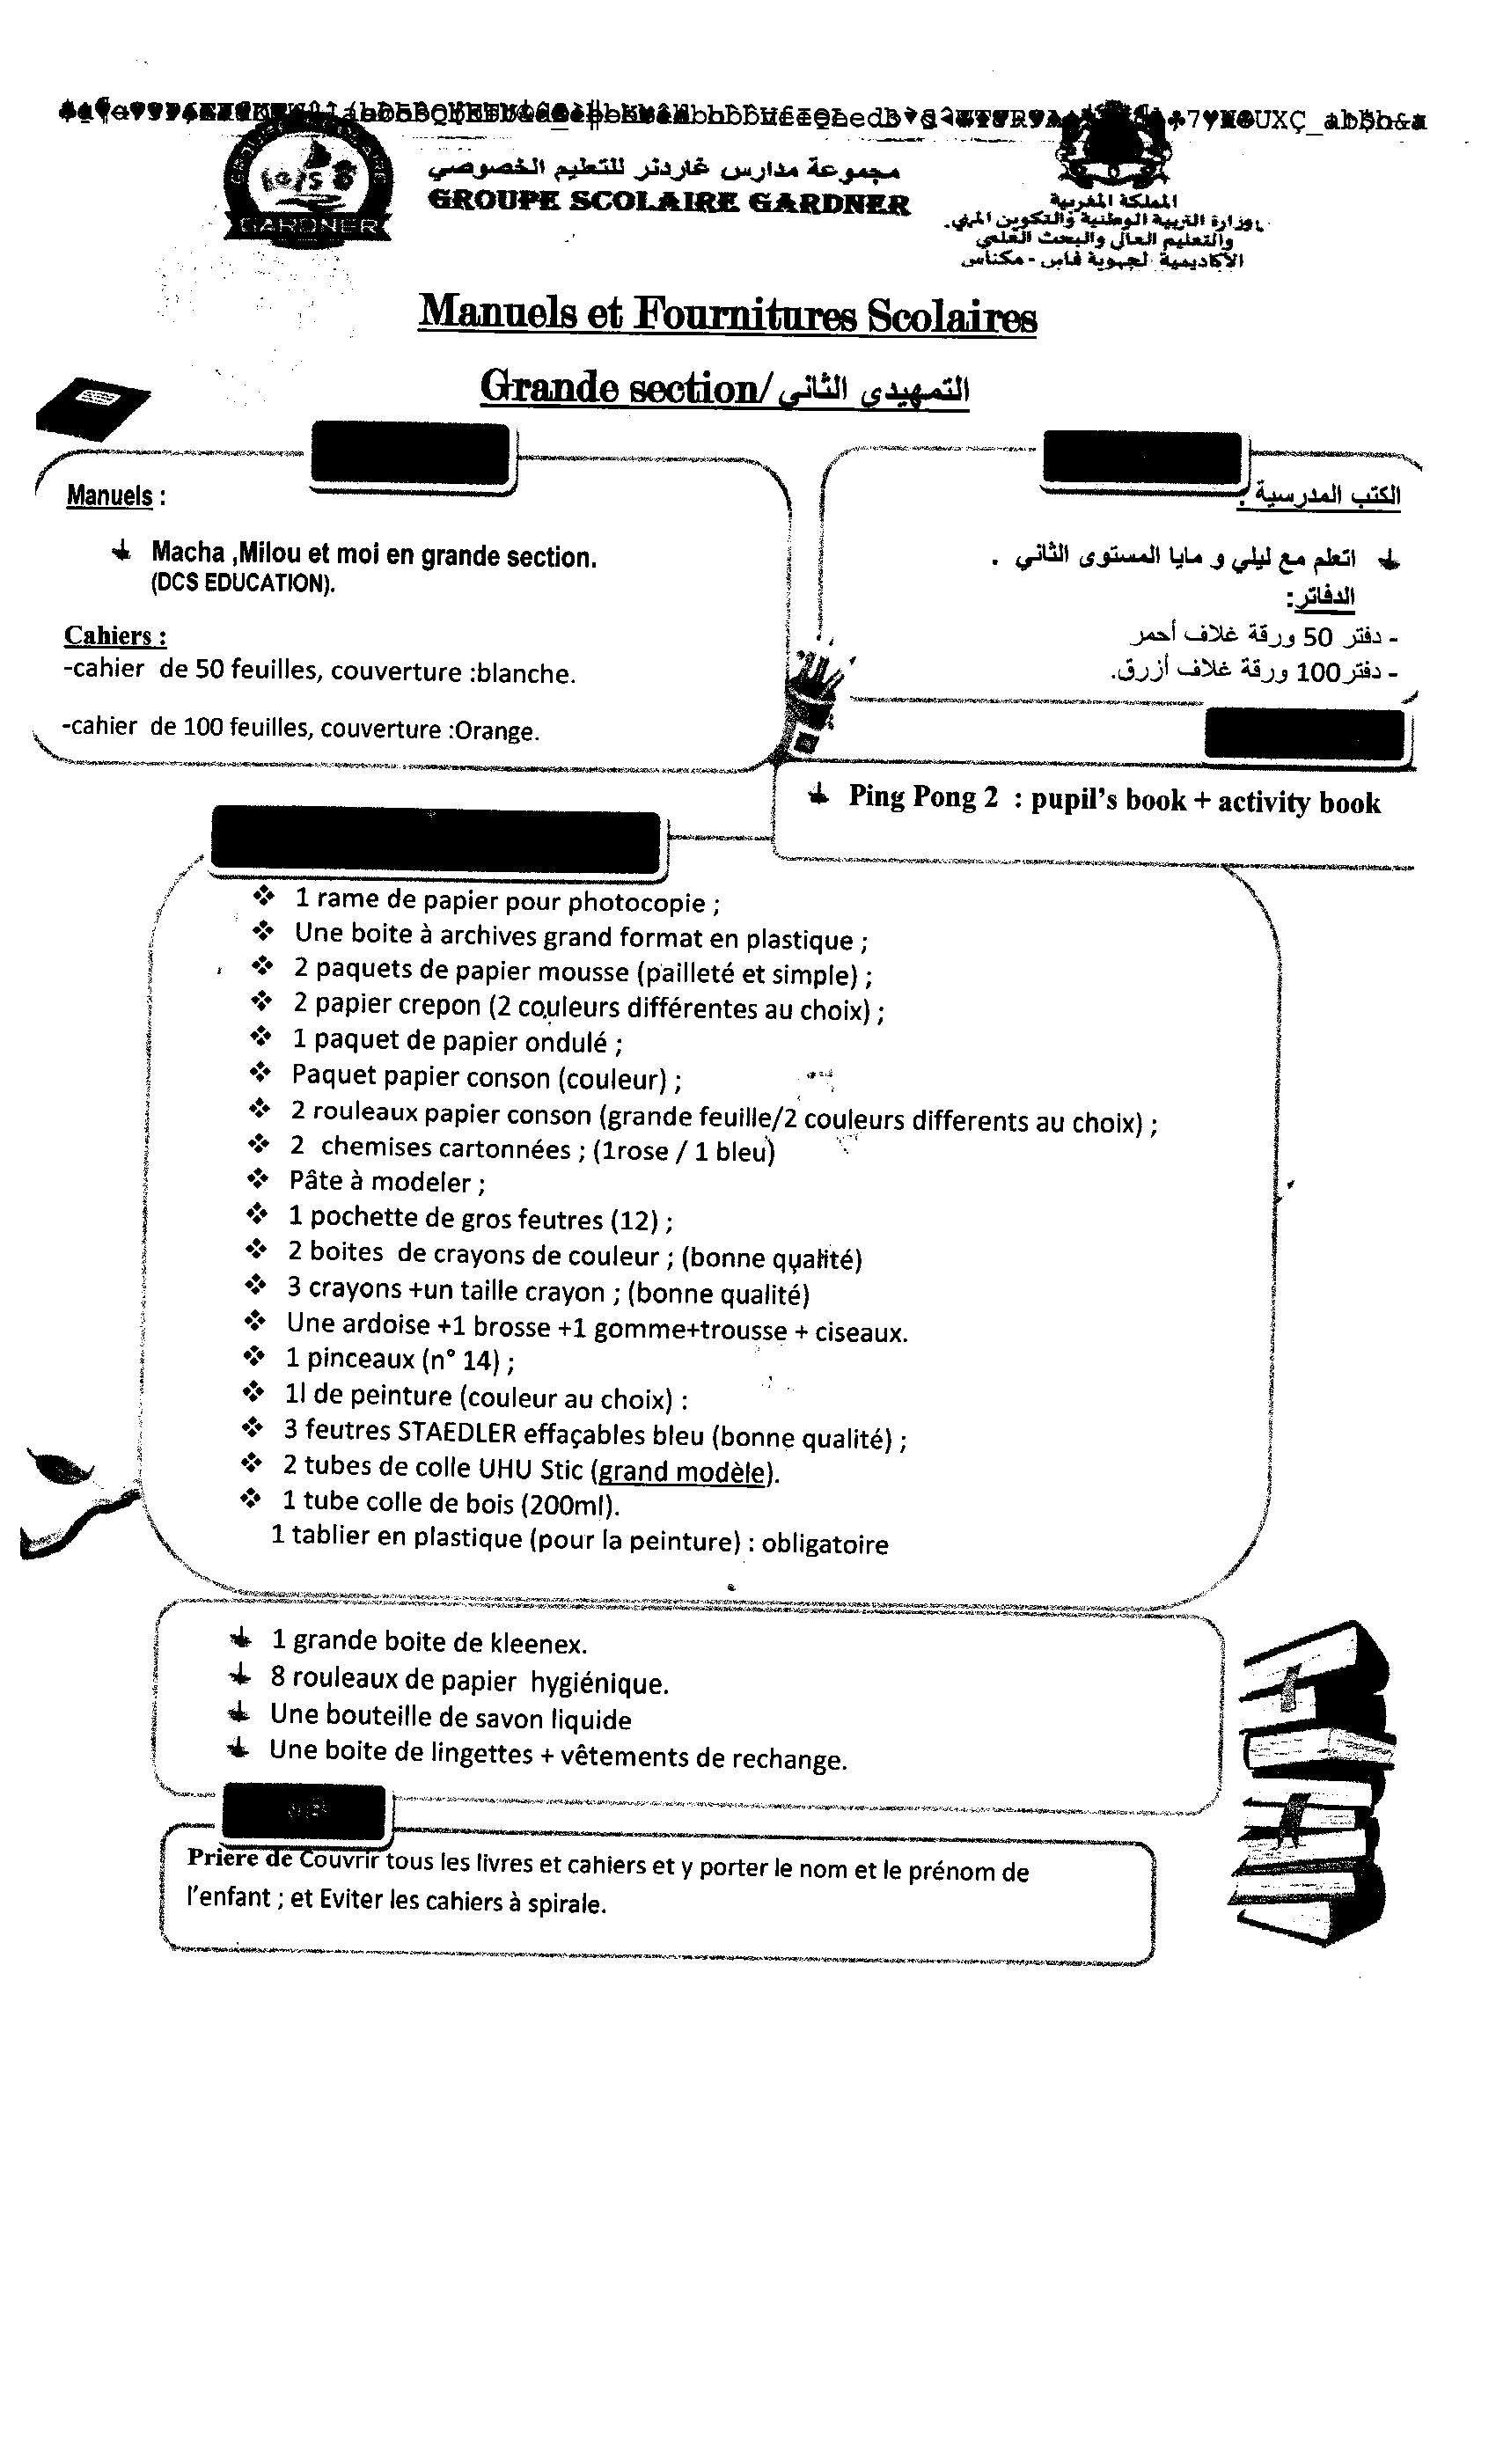 مجموعة مدارس غاردنر للتعليم الخصوصي
GROUPE SCOLAIRE GARDNER
GARDNER
المملكة المغربية
وزارة التربية الوطنية والتكوين المهني
والتعليم العالي والبحث العلمي
الأكاديمية الجهوية فاس - مكناس
Manuels et Fournitures Scolaires
Grande section/ التمهيدي الثاني
Manuels :
Macha ,Milou et moi en grande section.
(DCS EDUCATION).
Cahiers :
-cahier de 50 feuilles, couverture :blanche.
-cahier de 100 feuilles, couverture :Orange.
الكتب المدرسية :
اتعلم مع ليلي و مايا المستوى الثاني .
الدفاتر:
- دفتر 50 ورقة غلاف أحمر
- دفتر 100 ورقة غلاف أزرق.
Ping Pong 2 : pupil's book + activity book
❖ 1 rame de papier pour photocopie ;
❖ Une boite à archives grand format en plastique ;
❖ 2 paquets de papier mousse (pailleté et simple) ;
❖ 2 papier crepon (2 couleurs différentes au choix) ;
❖ 1 paquet de papier ondulé ;
❖ Paquet papier conson (couleur) ;
❖ 2 rouleaux papier conson (grande feuille/2 couleurs differents au choix) ;
❖ 2 chemises cartonnées ; (1rose / 1 bleu)
❖ Pâte à modeler ;
❖ 1 pochette de gros feutres (12) ;
❖ 2 boites de crayons de couleur ; (bonne qualité)
❖ 3 crayons +un taille crayon ; (bonne qualité)
❖ Une ardoise +1 brosse +1 gomme+trousse + ciseaux.
❖ 1 pinceaux (n° 14) ;
❖ 1l de peinture (couleur au choix) :
❖ 3 feutres STAEDLER effaçables bleu (bonne qualité) ;
❖ 2 tubes de colle UHU Stic (grand modèle).
❖ 1 tube colle de bois (200ml).
1 tablier en plastique (pour la peinture) : obligatoire
1 grande boite de kleenex.
8 rouleaux de papier hygiénique.
Une bouteille de savon liquide
Une boite de lingettes + vêtements de rechange.
Prière de Couvrir tous les livres et cahiers et y porter le nom et le prénom de
l'enfant ; et Eviter les cahiers à spirale.